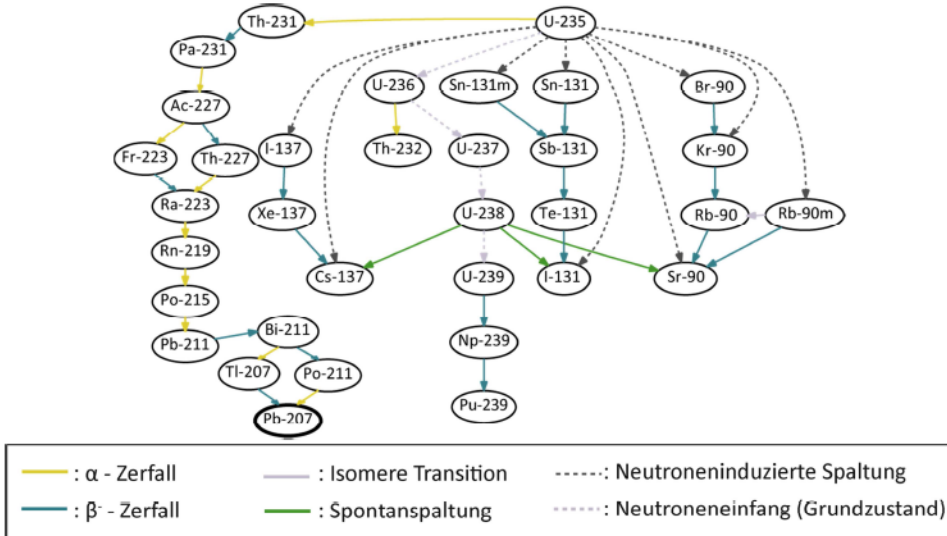 Th-231 U-235
Pa-231
U-236 Sn-131m Sn-131 Br-90
Ac-227
Fr-223 Th-227 I-137 Th-232 U-237 Sb-131 Kr-90
Ra-223 Xe-137 U-238 Te-131 Rb-90 Rb-90m
Rn-219
Cs-137 U-239 I-131 Sr-90
Po-215
Pb-211 Bi-211 Np-239
Tl-207 Po-211
Pb-207 Pu-239
: α - Zerfall : Isomere Transition : Neutroneninduzierte Spaltung
: β⁻ - Zerfall : Spontanspaltung : Neutroneneinfang (Grundzustand)